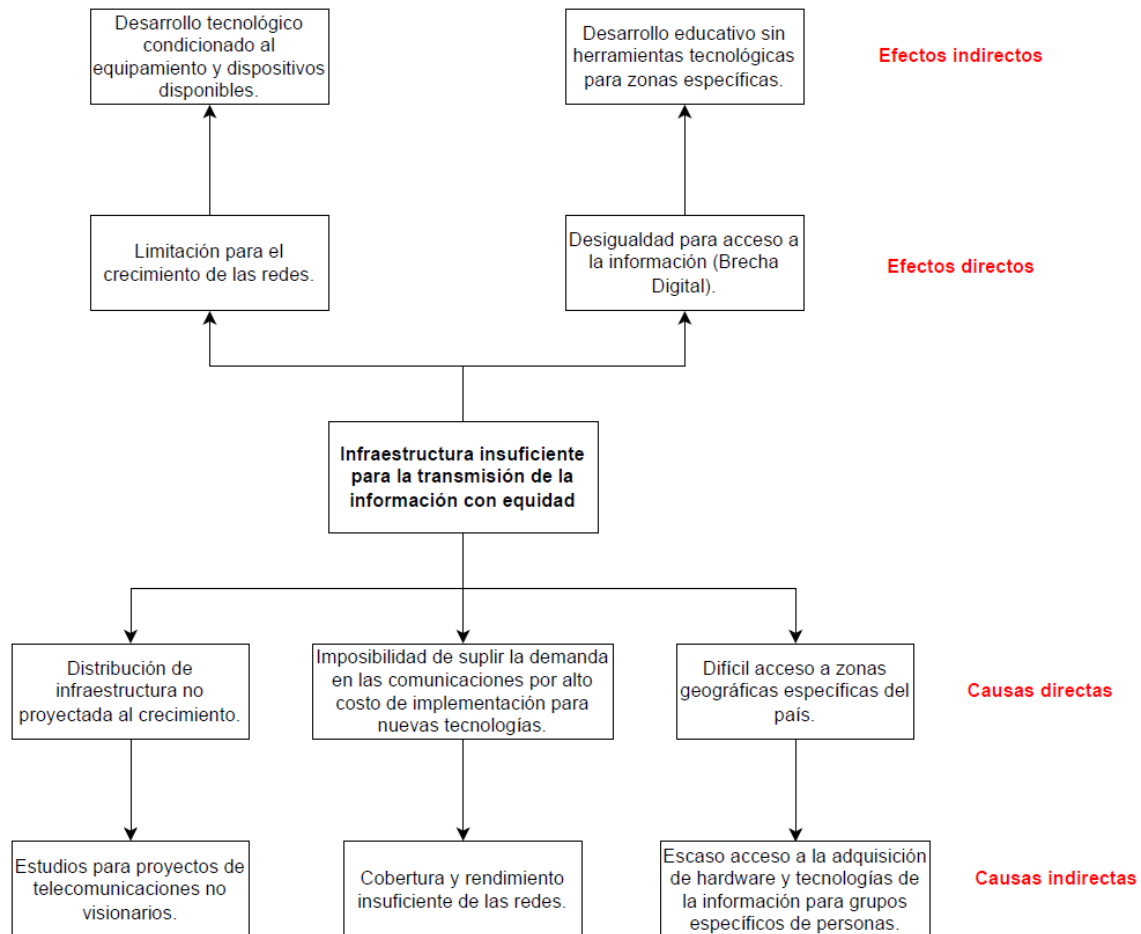 Desarrollo tecnológico
condicionado al
equipamiento y dispositivos
disponibles.
Desarrollo educativo sin
herramientas tecnológicas
para zonas específicas.
Efectos indirectos
Limitación para el
crecimiento de las redes.
Desigualdad para acceso a
la información (Brecha
Digital).
Efectos directos
Infraestructura insuficiente
para la transmisión de la
información con equidad
Distribución de
infraestructura no
proyectada al crecimiento.
Imposibilidad de suplir la demanda
en las comunicaciones por alto
costo de implementación para
nuevas tecnologías.
Difícil acceso a zonas
geográficas específicas del
país.
Causas directas
Estudios para proyectos de
telecomunicaciones no
visionarios.
Cobertura y rendimiento
insuficiente de las redes.
Escaso acceso a la adquisición
de hardware y tecnologías de
la información para grupos
específicos de personas.
Causas indirectas